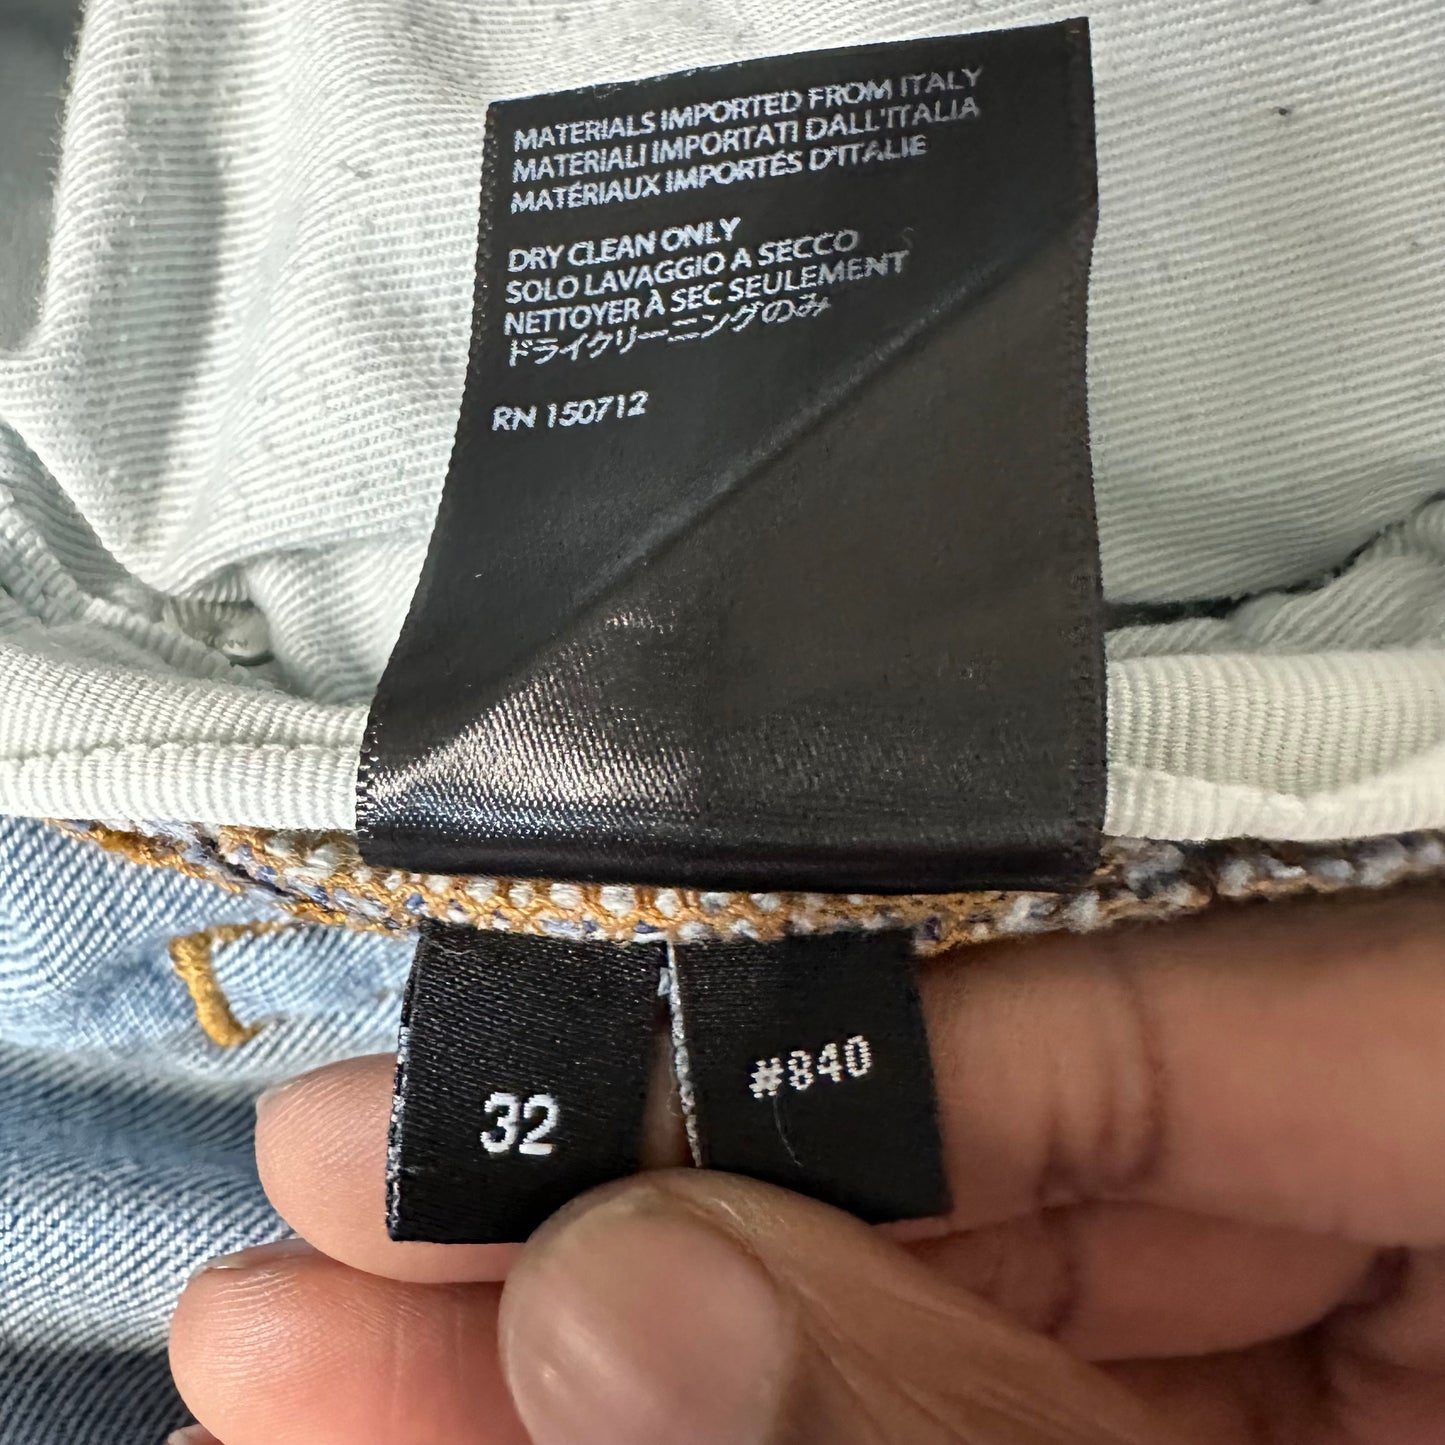 MATERIALS IMPORTED FROM ITALY
MATERIALI IMPORTATI DALL'ITALIA
MATÉRIAUX IMPORTÉS D'ITALIE
DRY CLEAN ONLY
SOLO LAVAGGIO A SECCO
NETTOYER À SEC SEULEMENT
ドライクリーニングのみ
RN 150712
32
#840